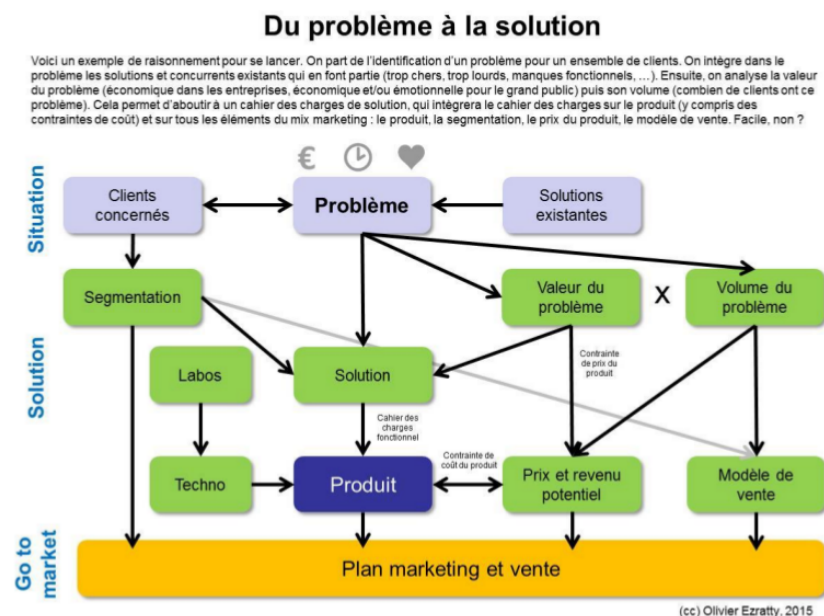 Du problème à la solution
Voici un exemple de raisonnement pour se lancer. On part de l'identification d'un problème pour un ensemble de clients. On intègre dans le
problème les solutions et concurrents existants qui en font partie (trop chers, trop lourds, manques fonctionnels, …). Ensuite, on analyse la valeur
du problème (économique dans les entreprises, économique et/ou émotionnelle pour le grand public) puis son volume (combien de clients ont ce
problème). Cela permet d'aboutir à un cahier des charges de solution, qui intègrera le cahier des charges sur le produit (y compris des
contraintes de coût) et sur tous les éléments du mix marketing : le produit, la segmentation, le prix du produit, le modèle de vente. Facile, non ?
€
Situation
Clients
concernés
Problème
Solutions
existantes
Segmentation
Valeur du
problème
X
Volume du
problème
Solution
Labos
Solution
Contrainte
de prix du
produit
Cahier des
charges
fonctionnel
Techno
Produit
Contrainte de
coût du produit
Prix et revenu
potentiel
Modèle de
vente
Go to
market
Plan marketing et vente
(cc) Olivier Ezratty, 2015